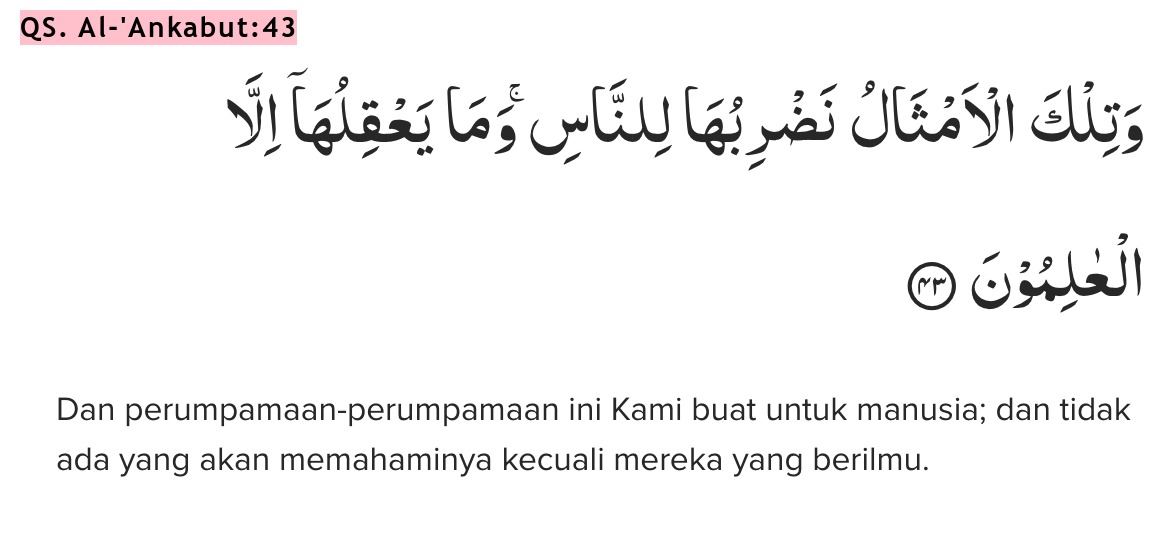 QS. Al-'Ankabut:43
وَتِلْكَ الْاَمْثَالُ نَضْرِبُهَا لِلنَّاسِۚ وَمَا يَعْقِلُهَآ اِلَّا
الْعٰلِمُوْنَ ٤٣
Dan perumpamaan-perumpamaan ini Kami buat untuk manusia; dan tidak
ada yang akan memahaminya kecuali mereka yang berilmu.